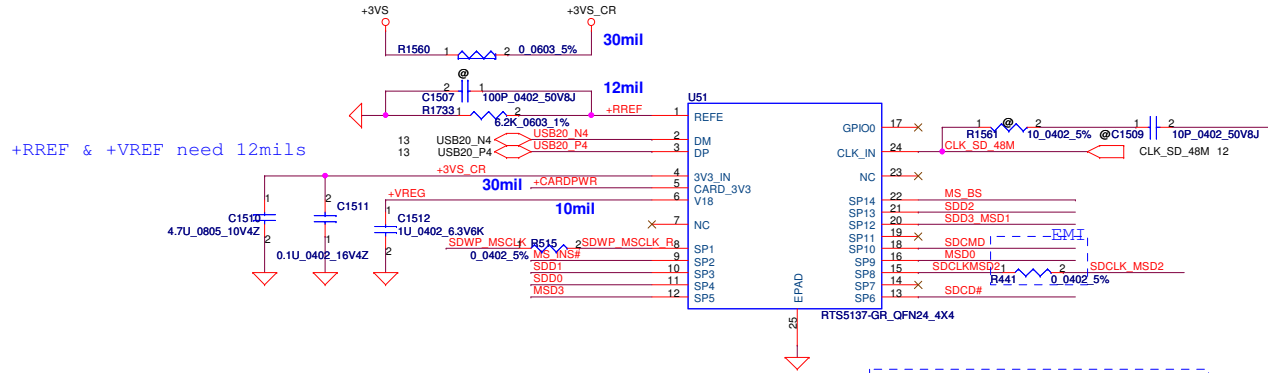 +3VS +3VS_CR
R1560 1 2 0_0603_5% 30mil
@
2 1 12mil
C1507 100P_0402_50V8J U51
R1733 1 2 +RREF 1 REFE
6.2K_0603_1% GPIO0 17 @
R1561 1 2 10_0402_5% @C1509 1 2 10P_0402_50V8J
13 USB20_N4 USB20_N4 2 DM
13 USB20_P4 USB20_P4 3 DP CLK_IN 24 CLK_SD_48M CLK_SD_48M 12
+RREF & +VREF need 12mils
+3VS_CR 4 3V3_IN NC 23
30mil +CARDPWR 5 CARD_3V3
+VREG 6 V18 SP14 22 MS_BS
10mil SP13 21 SDD2
C1510 1 2 4.7U_0805_10V4Z
C1511 2 1 0.1U_0402_16V4Z
C1512 1 2 1U_0402_6.3V6K
7 NC SP12 20 SDD3_MSD1
SP11 19 EMI
SDWP_MSCLK R515 1 2 SDWP_MSCLK_R 8 SP1 SP10 18 SDCMD
0_0402_5% MS_INS# 9 SP2 SP9 16 MSD0
SDD1 10 SP3 SP8 15 SDCLKMSD2 R441 1 2 0_0402_5% SDCLK_MSD2
SDD0 11 SP4 SP7 14
MSD3 12 SP5 SP6 13 SDCD#
EPAD
25
RTS5137-GR_QFN24_4X4